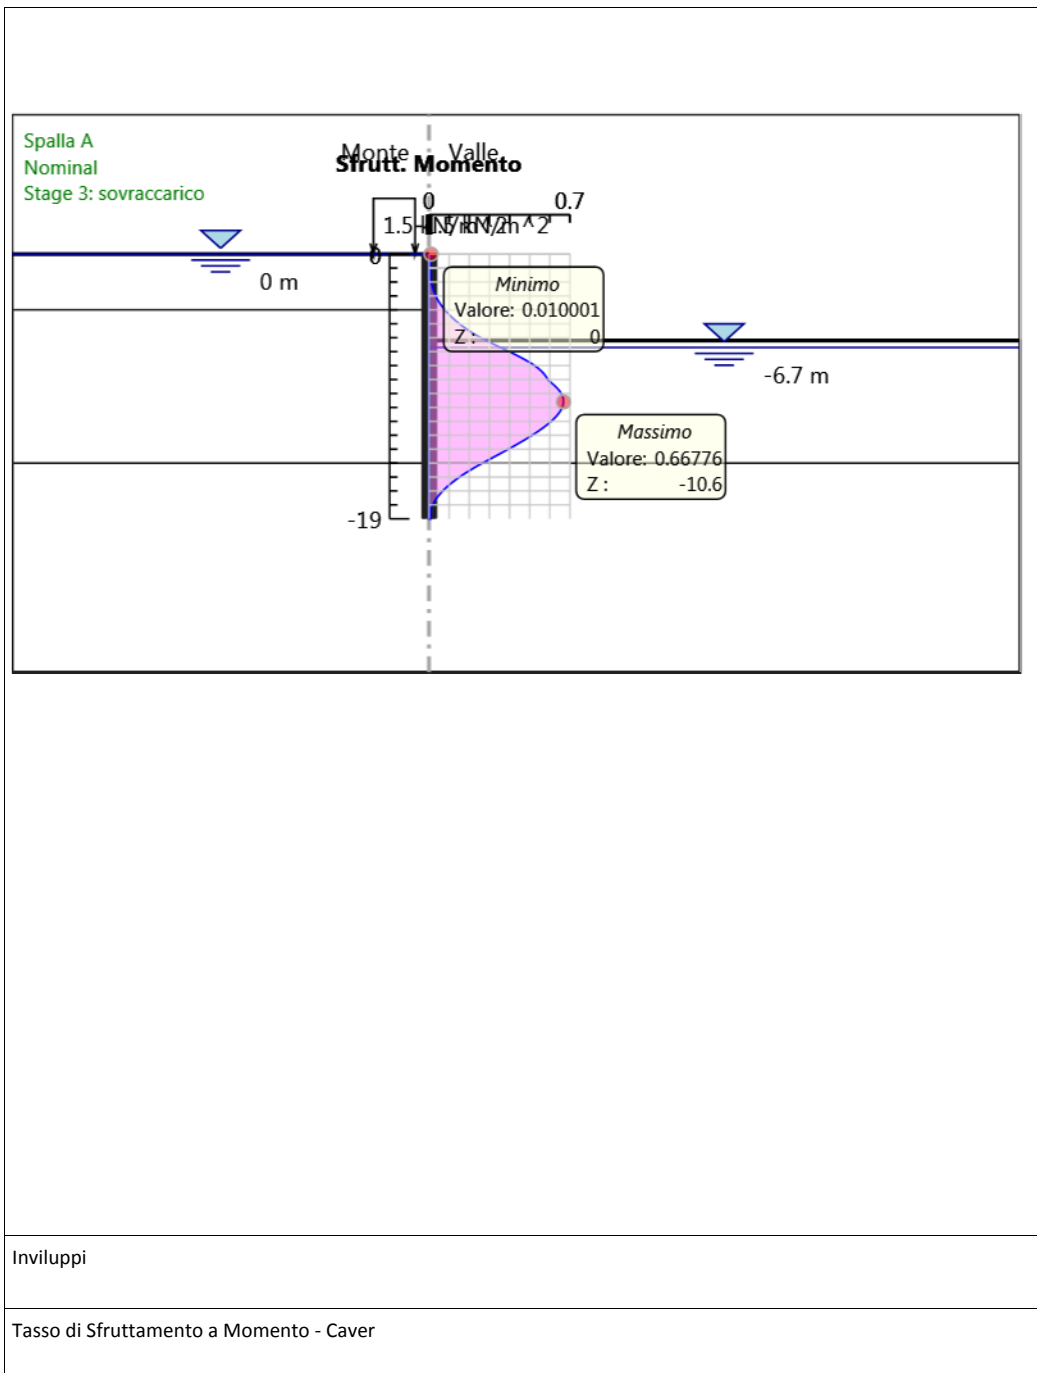 Spalla A
Nominal
Stage 3: sovraccarico
Monte
Valle
Sfrutt. Momento
0
0.7
1.5
0
0 m
Minimo
Valore: 0.010001
Z : 0
-6.7 m
Massimo
Valore: 0.66776
Z : -10.6
-19
Inviluppi
Tasso di Sfruttamento a Momento - Caver